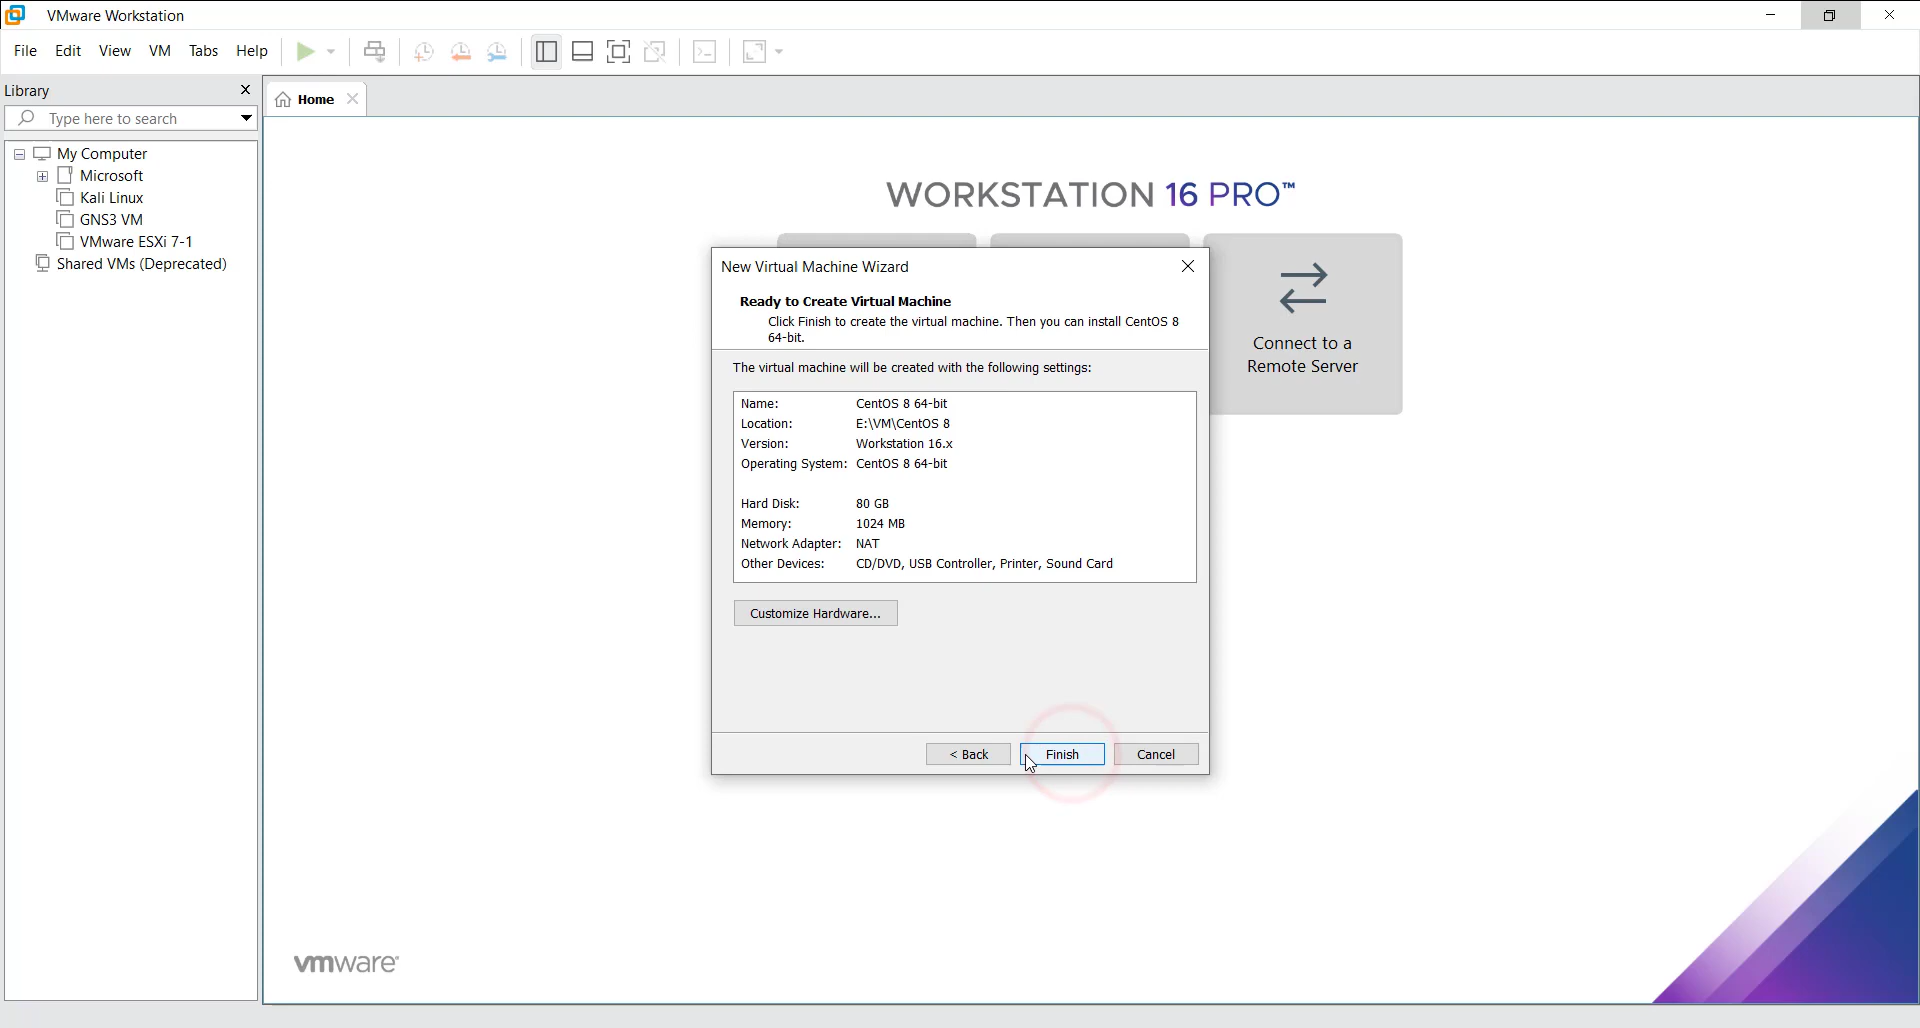 VMware Workstation
File Edit View VM Tabs Help
Library
Type here to search
My Computer
Microsoft
Kali Linux
GNS3 VM
VMware ESXi 7-1
Shared VMs (Deprecated)
Home
WORKSTATION 16 PRO™
Connect to a
Remote Server
New Virtual Machine Wizard
Ready to Create Virtual Machine
Click Finish to create the virtual machine. Then you can install CentOS 8
64-bit.
The virtual machine will be created with the following settings:
Name: CentOS 8 64-bit
Location: E:\VM\CentOS 8
Version: Workstation 16.x
Operating System: CentOS 8 64-bit
Hard Disk: 80 GB
Memory: 1024 MB
Network Adapter: NAT
Other Devices: CD/DVD, USB Controller, Printer, Sound Card
Customize Hardware...
< Back Finish Cancel
vmware